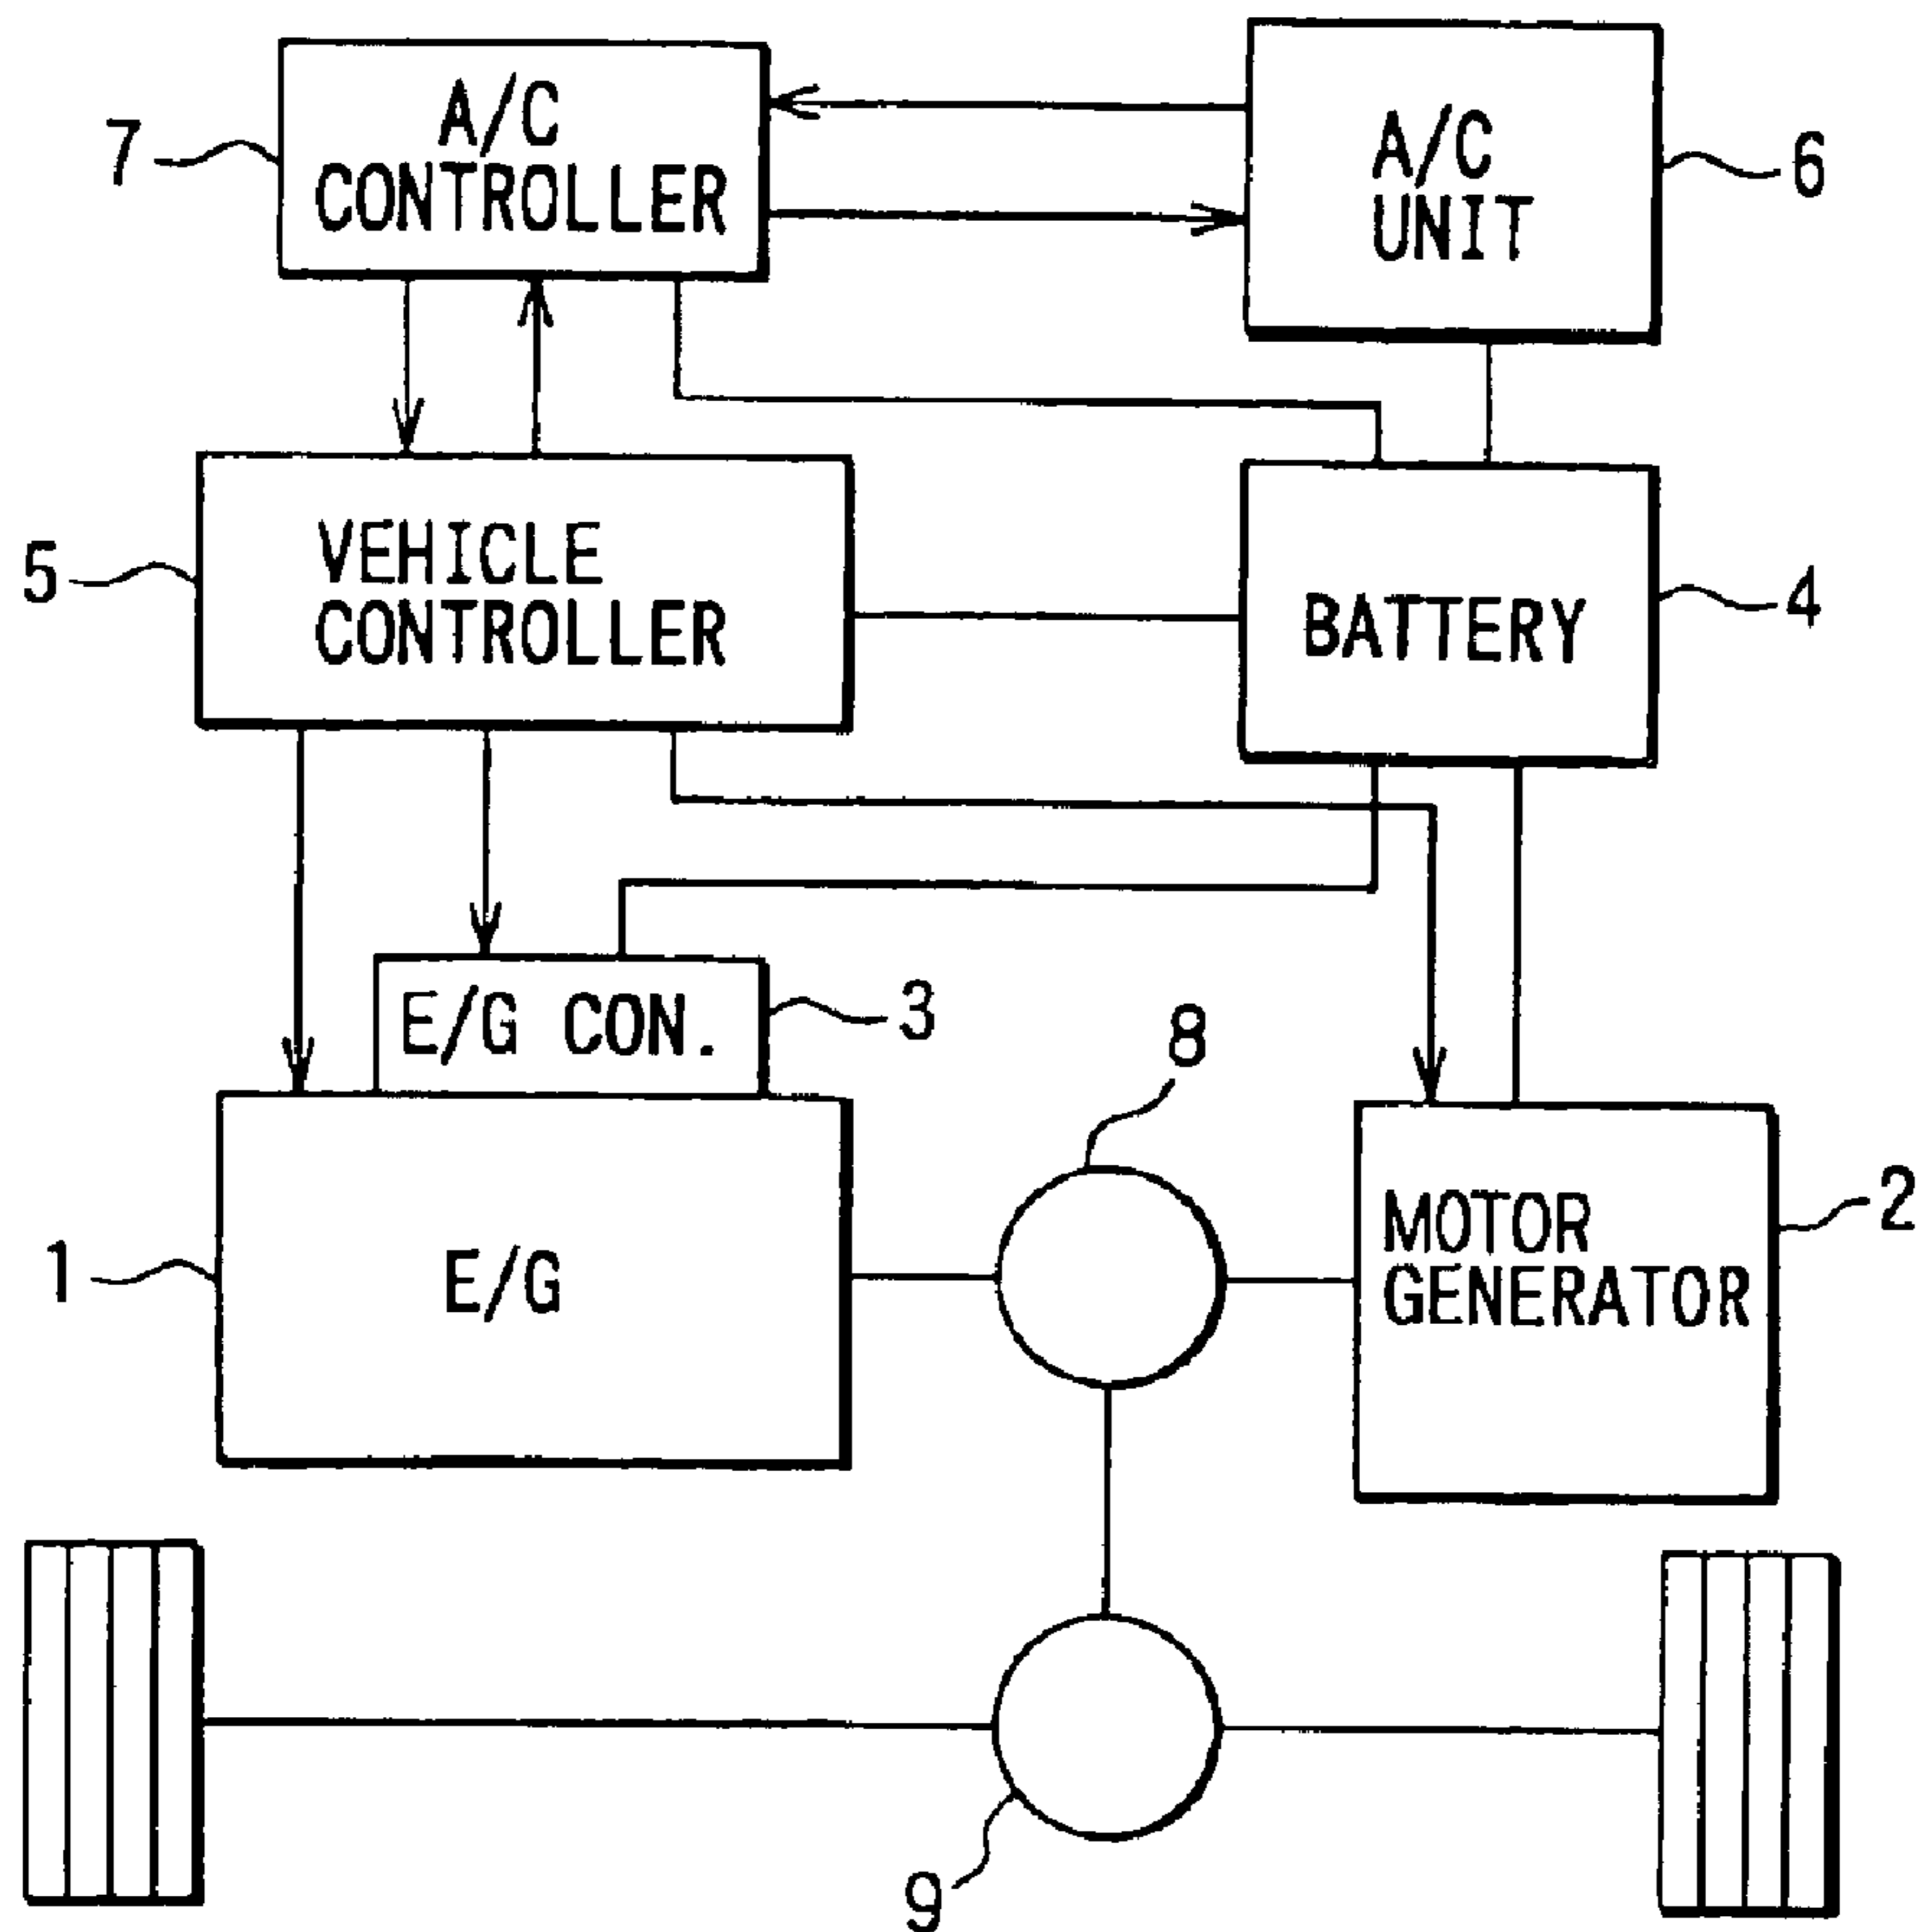 A/C
CONTROLLER
7
A/C
UNIT
6
VEHICLE
CONTROLLER
5
BATTERY
4
E/G CON.
3
8
E/G
1
MOTOR
GENERATOR
2
9